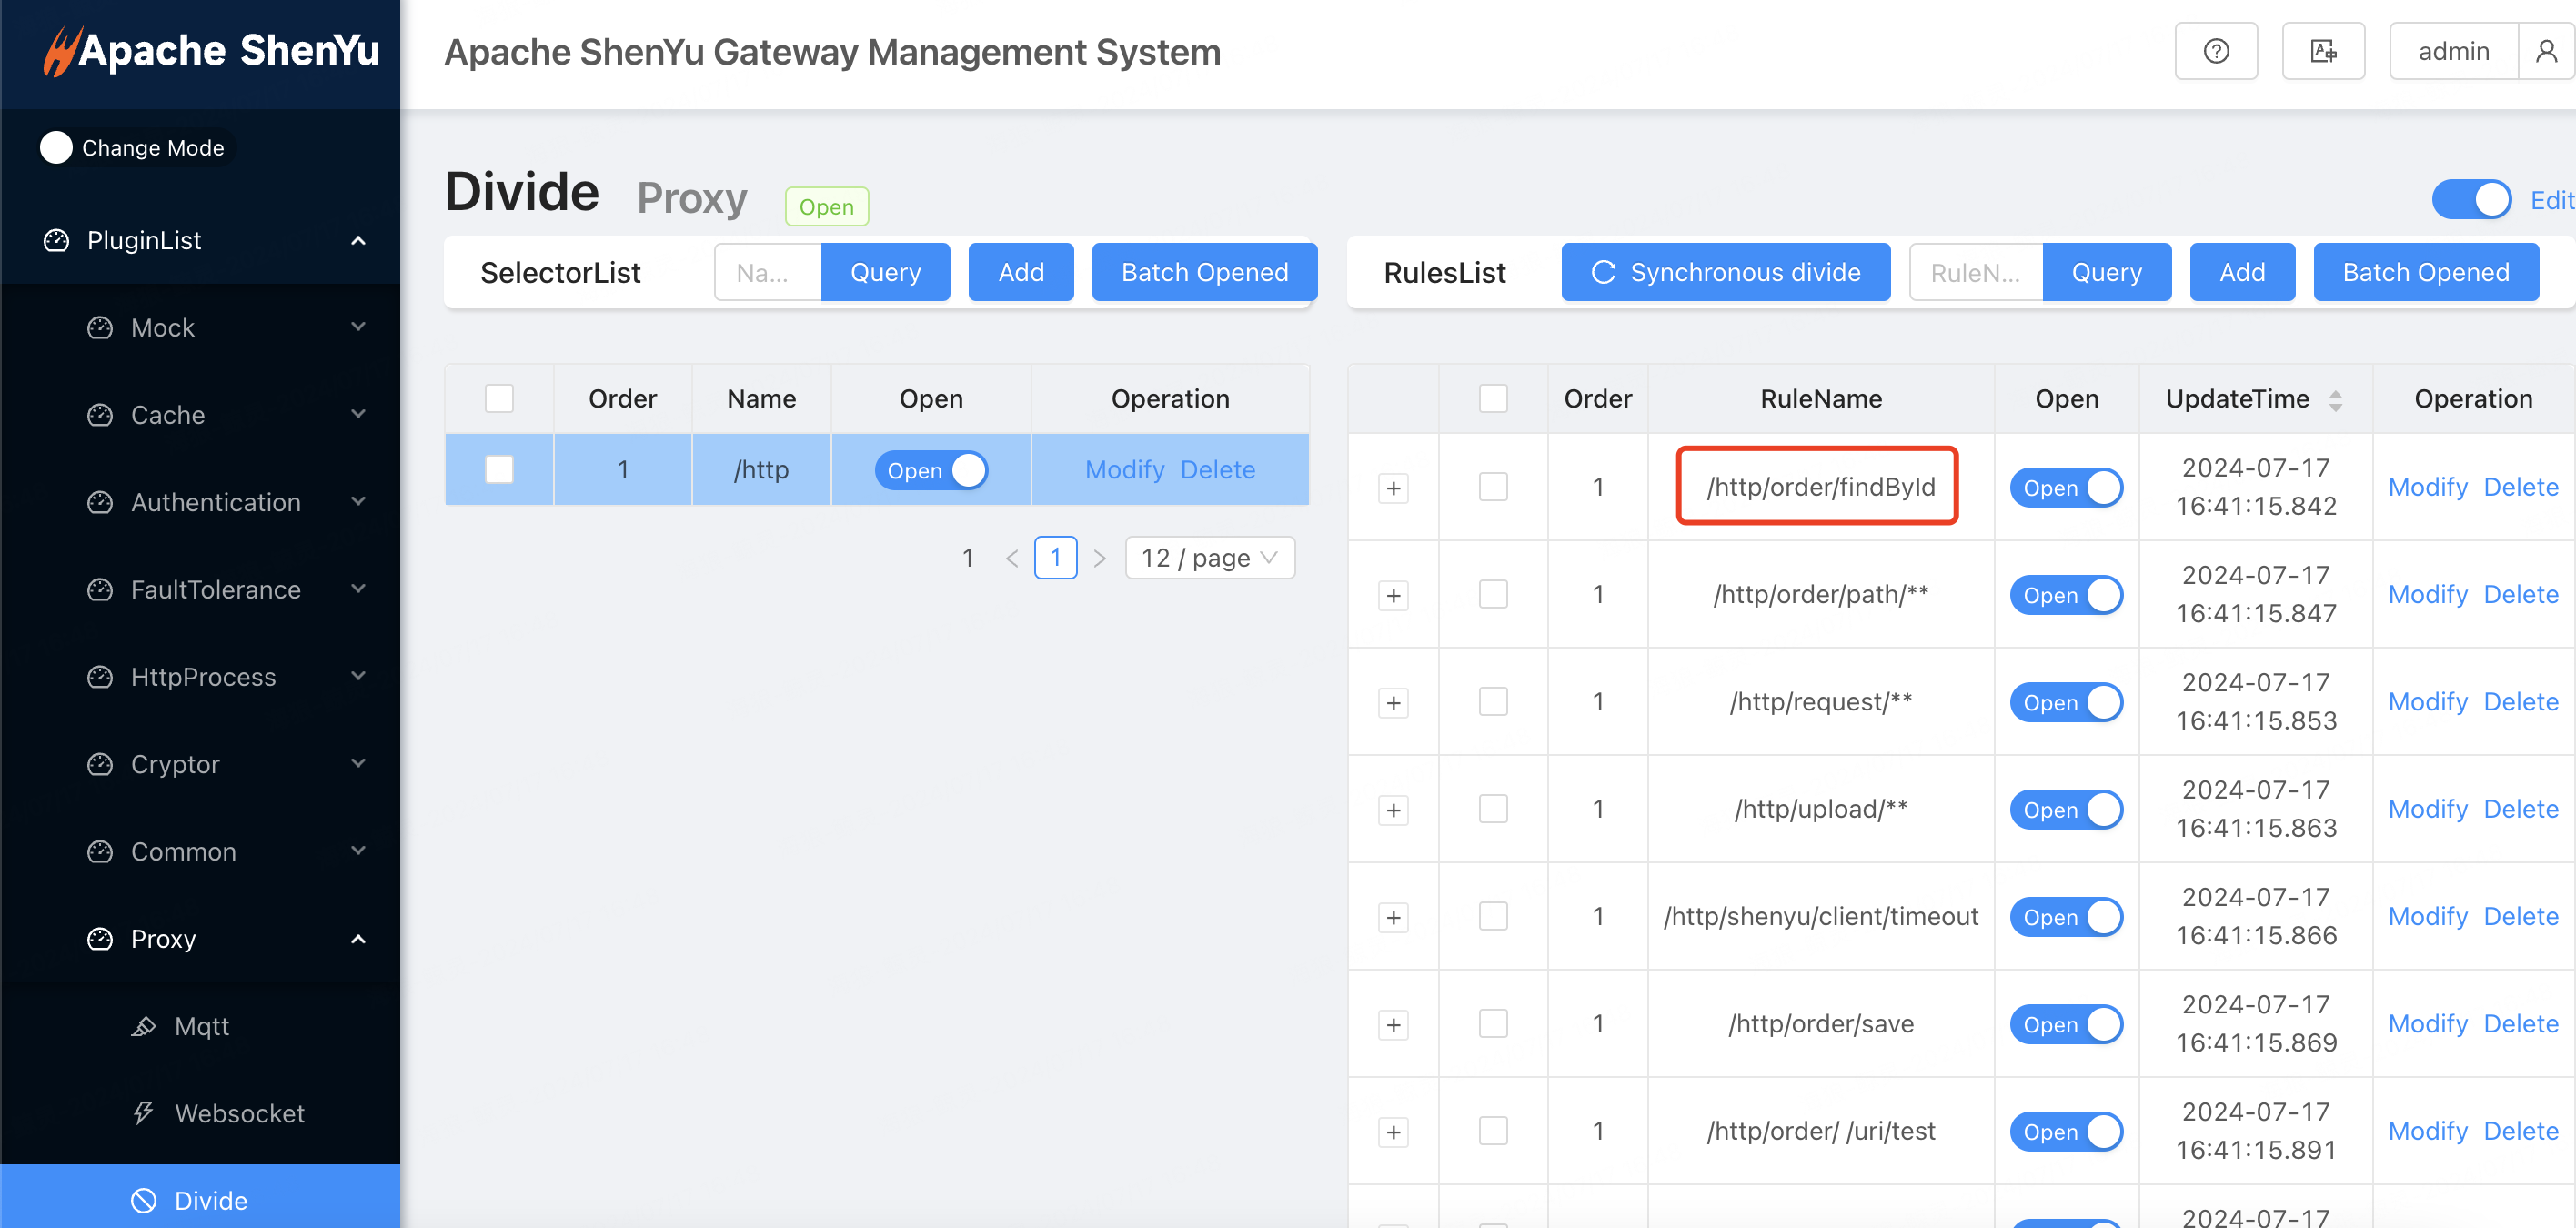 Apache ShenYu
Apache ShenYu Gateway Management System
admin
Change Mode
PluginList
Mock
Cache
Authentication
FaultTolerance
HttpProcess
Cryptor
Common
Proxy
Mqtt
Websocket
Divide
Divide Proxy Open
Edit
SelectorList Na... Query Add Batch Opened
Order Name Open Operation
1 /http Open Modify Delete
1 < 1 > 12 / page
RulesList Synchronous divide RuleN... Query Add Batch Opened
Order RuleName Open UpdateTime Operation
+ 1 /http/order/findById Open 2024-07-17 Modify Delete
16:41:15.842
+ 1 /http/order/path/** Open 2024-07-17 Modify Delete
16:41:15.847
+ 1 /http/request/** Open 2024-07-17 Modify Delete
16:41:15.853
+ 1 /http/upload/** Open 2024-07-17 Modify Delete
16:41:15.863
+ 1 /http/shenyu/client/timeout Open 2024-07-17 Modify Delete
16:41:15.866
+ 1 /http/order/save Open 2024-07-17 Modify Delete
16:41:15.869
+ 1 /http/order/ /uri/test Open 2024-07-17 Modify Delete
16:41:15.891
2024-07-17